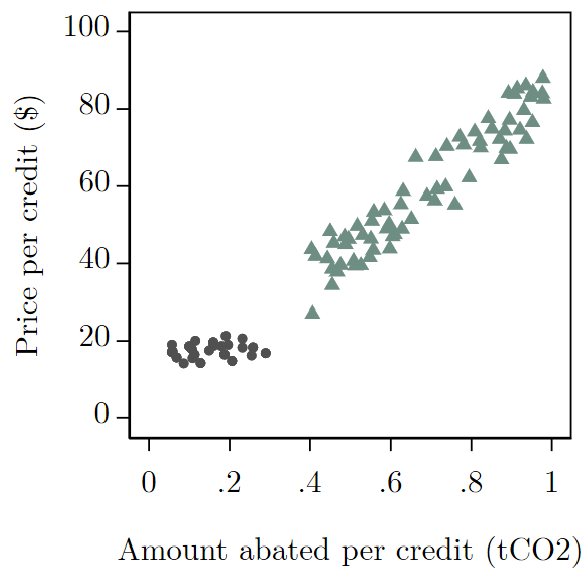 100
80
60
40
20
0
Price per credit ($)
0 .2 .4 .6 .8 1
Amount abated per credit (tCO2)